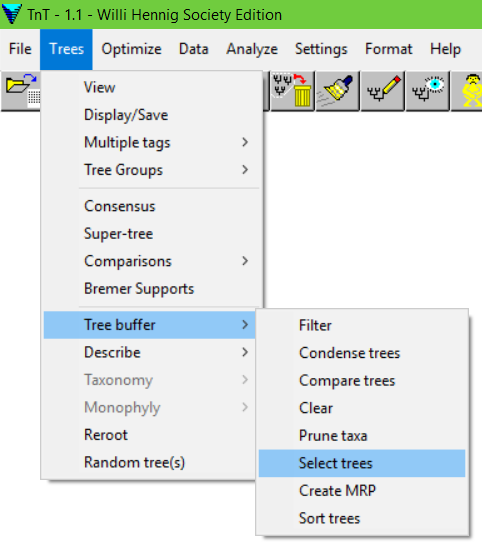 TnT - 1.1 - Willi Hennig Society Edition
File Trees Optimize Data Analyze Settings Format Help
View
Display/Save
Multiple tags
Tree Groups
Consensus
Super-tree
Comparisons
Bremer Supports
Tree buffer
Describe
Taxonomy
Monophyly
Reroot
Random tree(s)
Filter
Condense trees
Compare trees
Clear
Prune taxa
Select trees
Create MRP
Sort trees